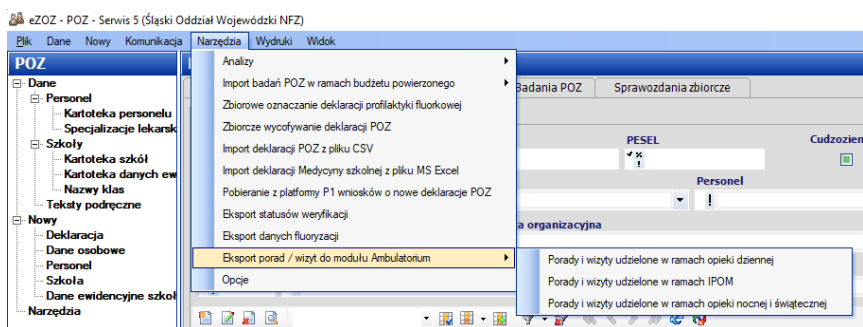 eZOZ - POZ - Serwis 5 (Śląski Oddział Wojewódzki NFZ)
Plik Dane Nowy Komunikacja Narzędzia Wydruki Widok
POZ
Dane
Personel
Kartoteka personelu
Specjalizacje lekarsk
Szkoły
Kartoteka szkół
Kartoteka danych ew
Nazwy klas
Teksty podręczne
Nowy
Deklaracja
Dane osobowe
Personel
Szkoła
Dane ewidencyjne szkoł
Narzędzia
Analizy
Import badań POZ w ramach budżetu powierzonego
Zbiorowe oznaczanie deklaracji profilaktyki fluorkowej
Zbiorcze wycofywanie deklaracji POZ
Import deklaracji POZ z pliku CSV
Import deklaracji Medycyny szkolnej z pliku MS Excel
Pobieranie z platformy P1 wniosków o nowe deklaracje POZ
Eksport statusów weryfikacji
Eksport danych fluoryzacji
Eksport porad / wizyt do modułu Ambulatorium
Opcje
Porady i wizyty udzielone w ramach opieki dziennej
Porady i wizyty udzielone w ramach IPOM
Porady i wizyty udzielone w ramach opieki nocnej i świątecznej
Badania POZ Sprawozdania zbiorcze
PESEL Cudzozien
Personel
a organizacyjna